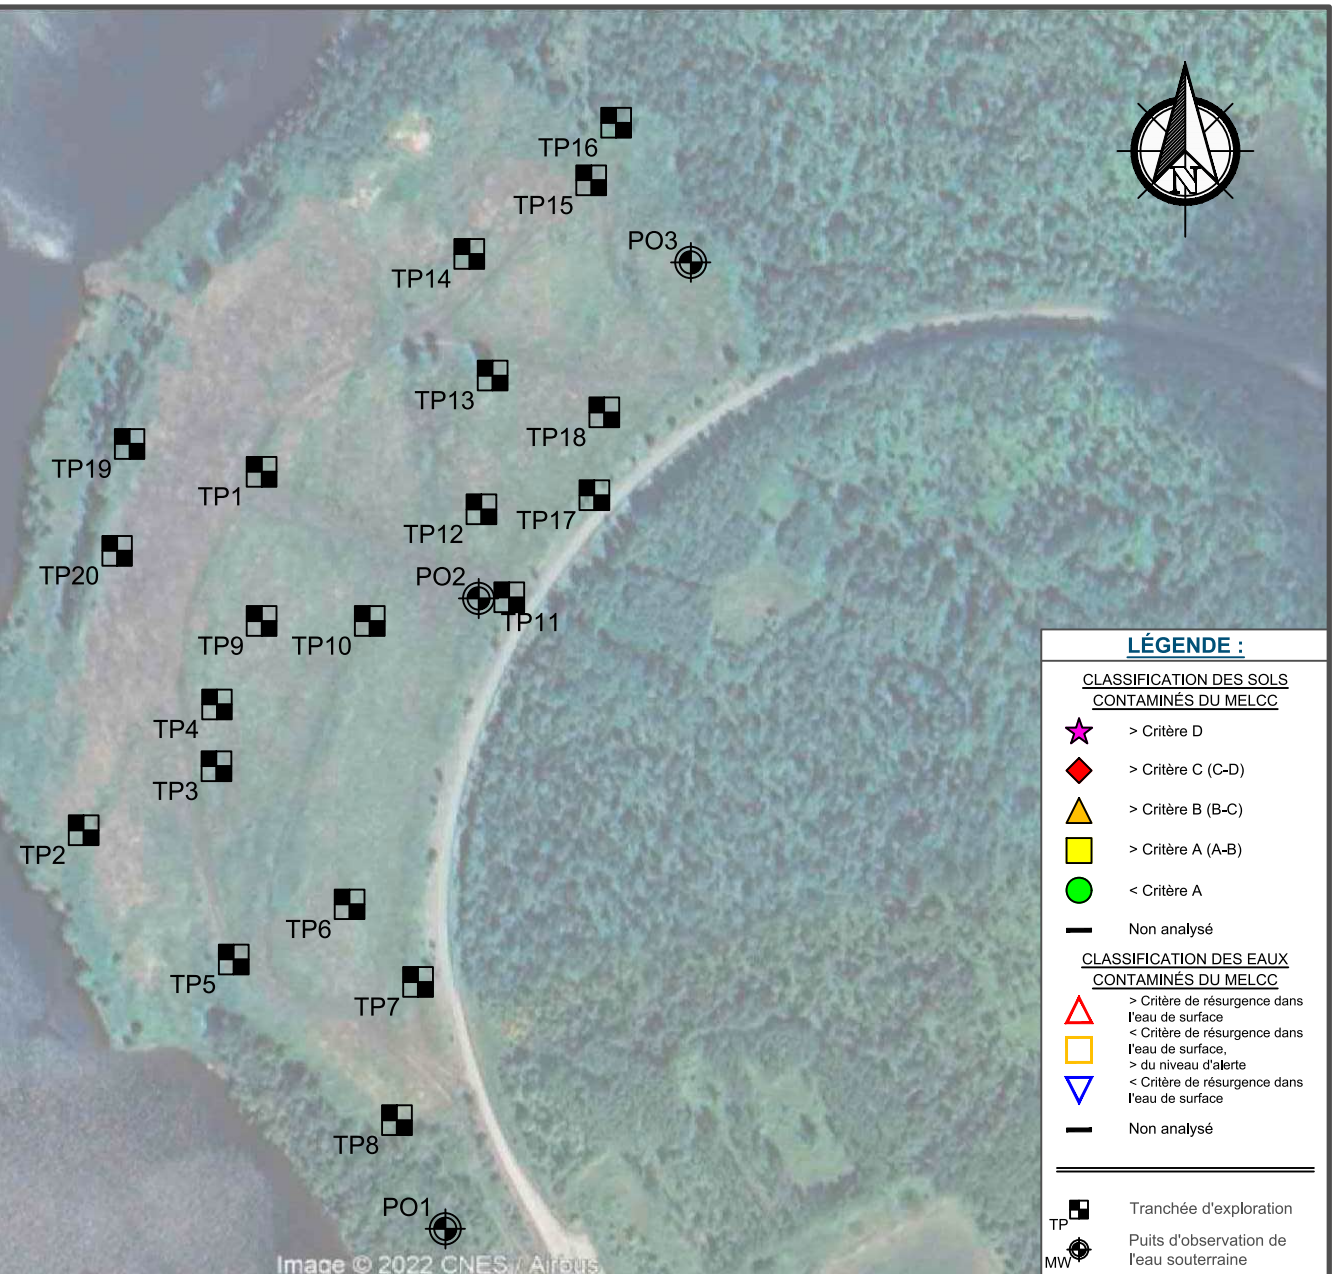 TP16
TP15
PO3
TP14
N
TP13
TP18
TP19
TP1
TP17
TP12
TP20
PO2
TP11
TP9
TP10
TP4
TP3
TP2
TP6
TP5
TP7
TP8
PO1
Image © 2022 CNES / Airbus
LÉGENDE :
CLASSIFICATION DES SOLS
CONTAMINÉS DU MELCC
> Critère D
> Critère C (C-D)
> Critère B (B-C)
> Critère A (A-B)
< Critère A
Non analysé
CLASSIFICATION DES EAUX
CONTAMINÉS DU MELCC
> Critère de résurgence dans
l'eau de surface
< Critère de résurgence dans
l'eau de surface,
> du niveau d'alerte
< Critère de résurgence dans
l'eau de surface
Non analysé
TP Tranchée d'exploration
MW Puits d'observation de
l'eau souterraine